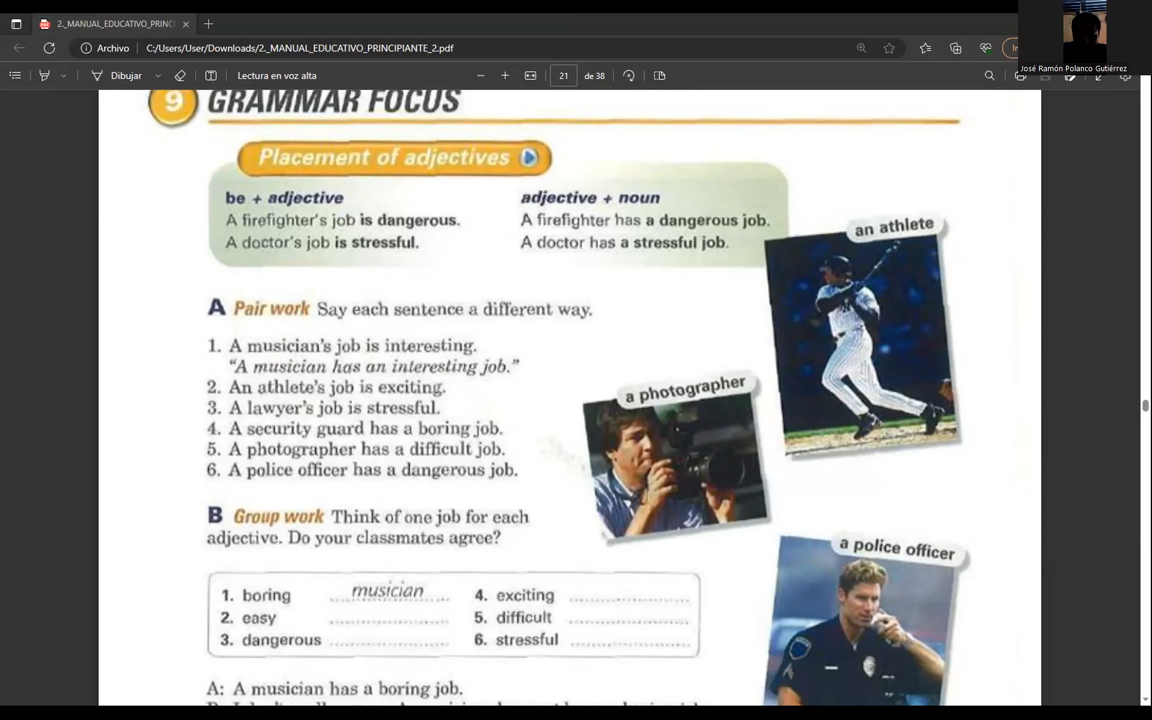 2._MANUAL_EDUCATIVO_PRINCI
Archivo C:/Users/User/Downloads/2._MANUAL_EDUCATIVO_PRINCIPIANTE_2.pdf
José Ramón Polanco Gutiérrez
Dibujar Lectura en voz alta 21 de 38
9 GRAMMAR FOCUS
Placement of adjectives
be + adjective
A firefighter's job is dangerous.
A doctor's job is stressful.
adjective + noun
A firefighter has a dangerous job.
A doctor has a stressful job.
an athlete
A Pair work Say each sentence a different way.
1. A musician's job is interesting.
"A musician has an interesting job."
2. An athlete's job is exciting.
3. A lawyer's job is stressful.
4. A security guard has a boring job.
5. A photographer has a difficult job.
6. A police officer has a dangerous job.
a photographer
B Group work Think of one job for each
adjective. Do your classmates agree?
a police officer
1. boring musician
2. easy
3. dangerous
4. exciting
5. difficult
6. stressful
A: A musician has a boring job.